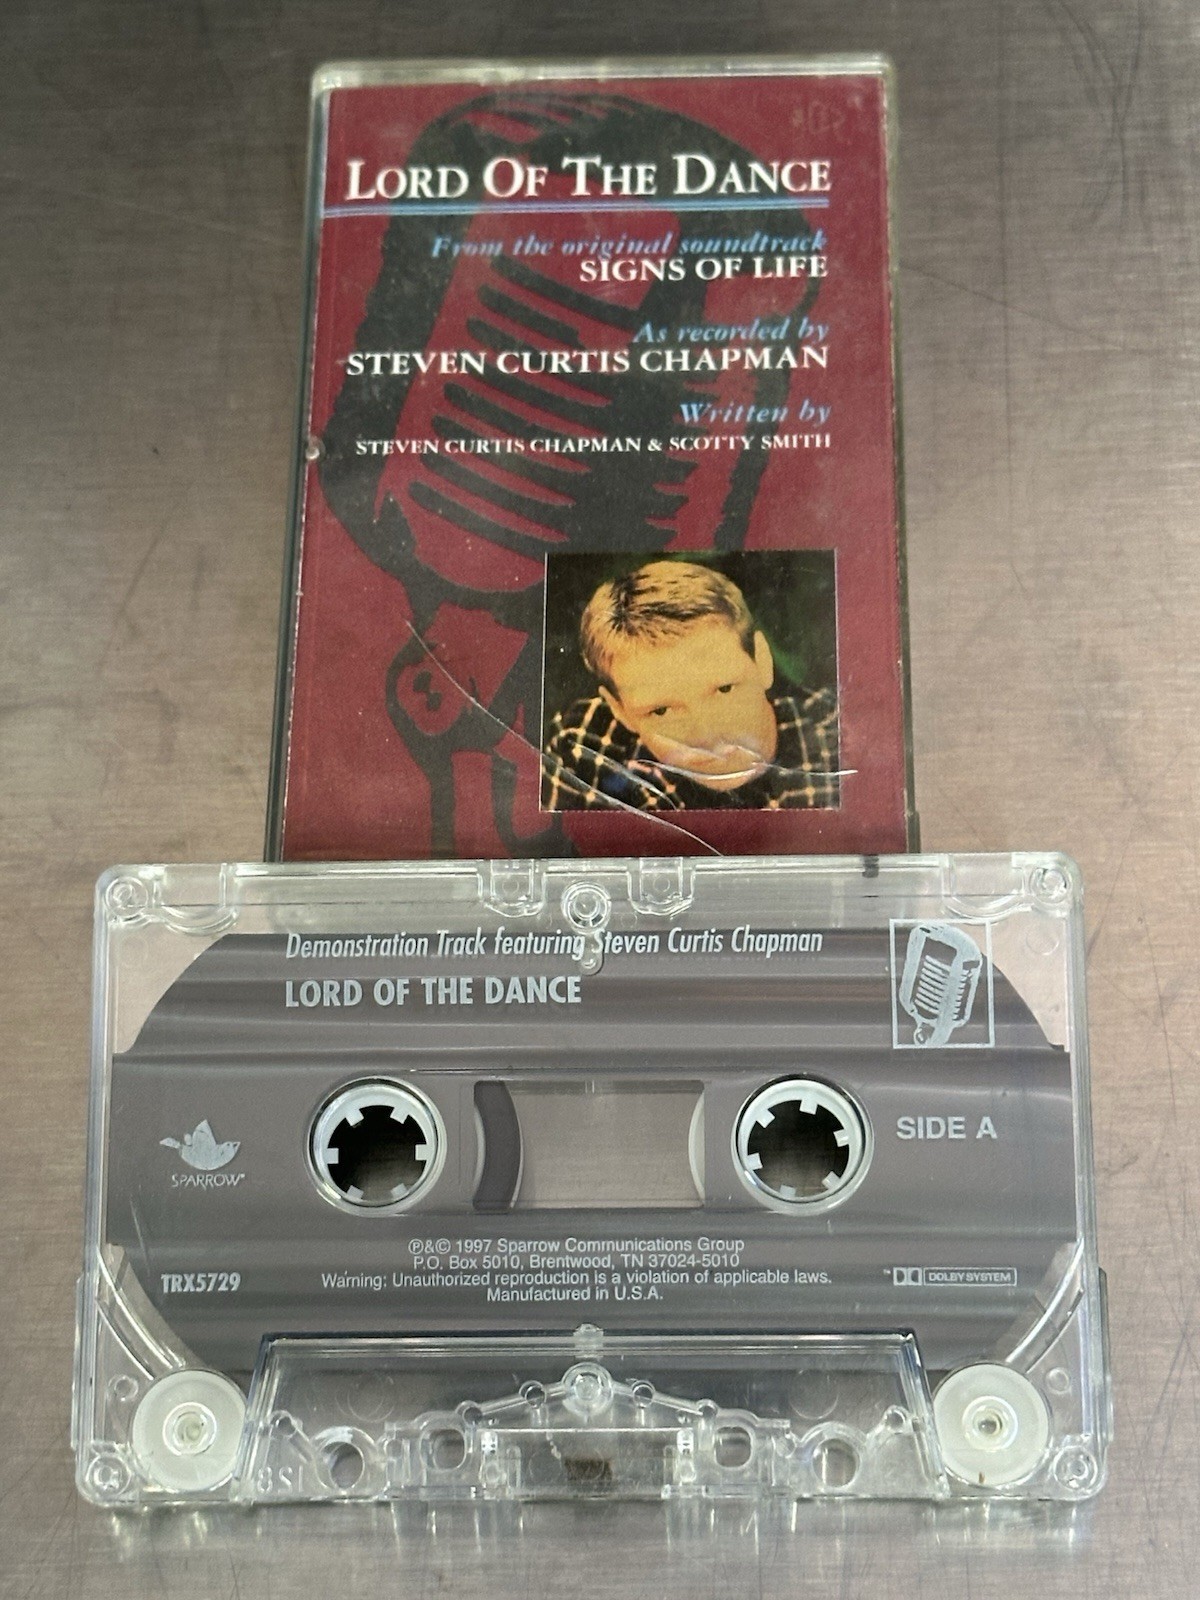 LORD OF THE DANCE
From the original soundtrack
SIGNS OF LIFE
As recorded by
STEVEN CURTIS CHAPMAN
Written by
STEVEN CURTIS CHAPMAN & SCOTTY SMITH
Demonstration Track featuring Steven Curtis Chapman
LORD OF THE DANCE
SIDE A
SPARROW
℗&© 1997 Sparrow Communications Group
P.O. Box 5010, Brentwood, TN 37024-5010
TRX5729
Warning: Unauthorized reproduction is a violation of applicable laws.
Manufactured in U.S.A.
™ DOLBY SYSTEM